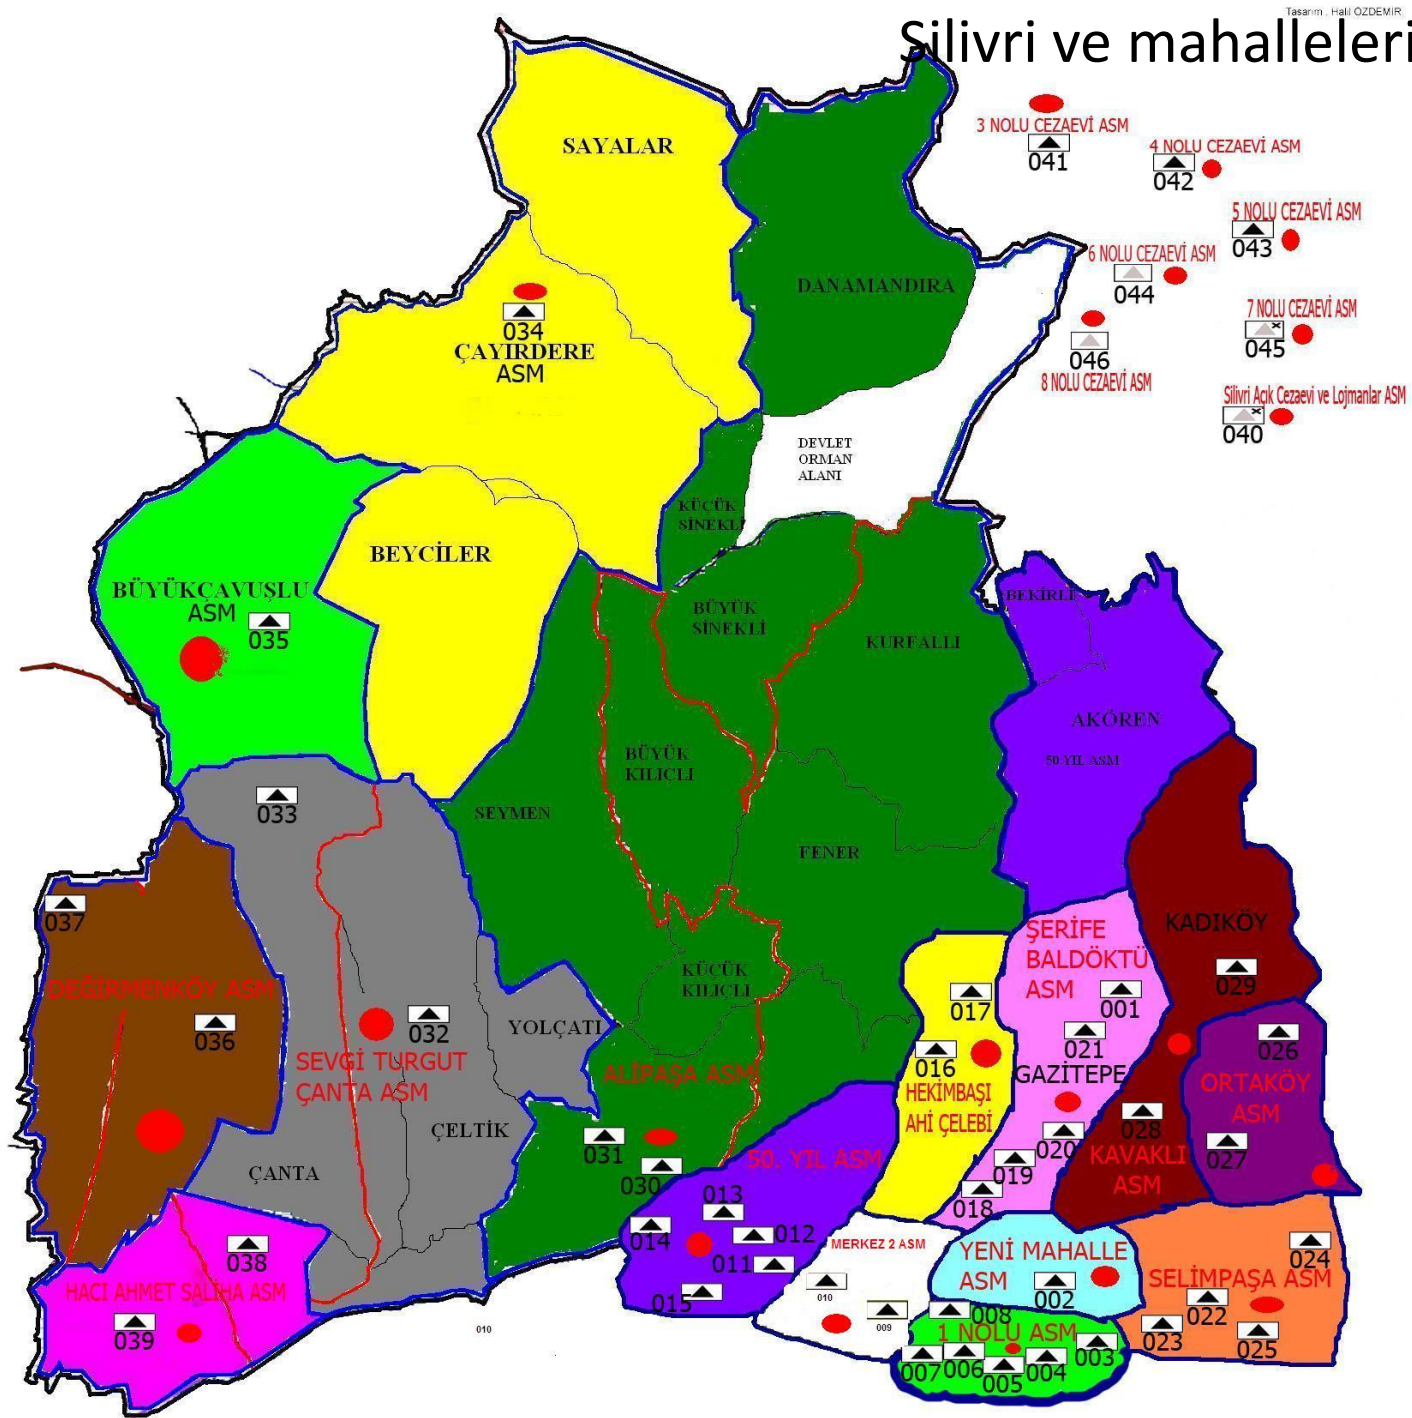 Tasarım . Halil ÖZDEMİR
Silivri ve mahalleleri
3 NOLU CEZAEVİ ASM
041
4 NOLU CEZAEVİ ASM
042
5 NOLU CEZAEVİ ASM
043
6 NOLU CEZAEVİ ASM
044
7 NOLU CEZAEVİ ASM
045
046
8 NOLU CEZAEVİ ASM
Silivri Açık Cezaevi ve Lojmanlar ASM
040
SAYALAR
DANAMANDIRA
034
ÇAYIRDERE
ASM
DEVLET
ORMAN
ALANI
KÜÇÜK
SİNEKLİ
BEYCİLER
BÜYÜKÇAVUŞLU
ASM
035
BÜYÜK
SİNEKLİ
KURFALLI
BEKİRLİ
AKÖREN
50.YIL ASM
BÜYÜK
KILIÇLI
033
SEYMEN
FENER
037
DEĞİRMENKÖY ASM
036
032
SEVGİ TURGUT
ÇANTA ASM
YOLÇATI
KÜÇÜK
KILIÇLI
ALİPAŞA ASM
ÇELTİK
ÇANTA
031
030
ŞERİFE
BALDÖKTÜ
ASM
001
021
GAZİTEPE
020
019
018
KADIKÖY
029
028
KAVAKLI
ASM
026
ORTAKÖY
ASM
027
017
016
HEKİMBAŞI
AHİ ÇELEBİ
50. YIL ASM
013
014
012
011
015
MERKEZ 2 ASM
010
009
YENİ MAHALLE
ASM
002
SELİMPAŞA ASM
024
022
023
025
008
1 NOLU ASM
007
006
005
004
003
038
HACI AHMET SALİHA ASM
039
010